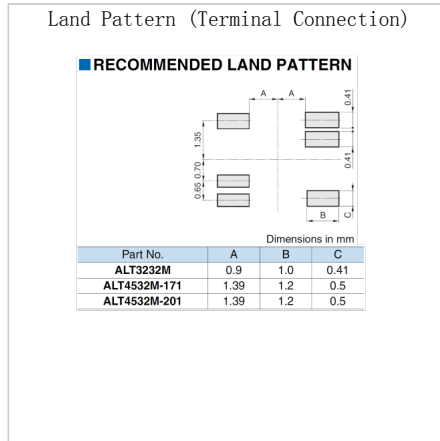 Land Pattern (Terminal Connection)
RECOMMENDED LAND PATTERN
A A
0.41
1.35
0.41
0.70
0.65
B C
Dimensions in mm
Part No. A B C
ALT3232M 0.9 1.0 0.41
ALT4532M-171 1.39 1.2 0.5
ALT4532M-201 1.39 1.2 0.5